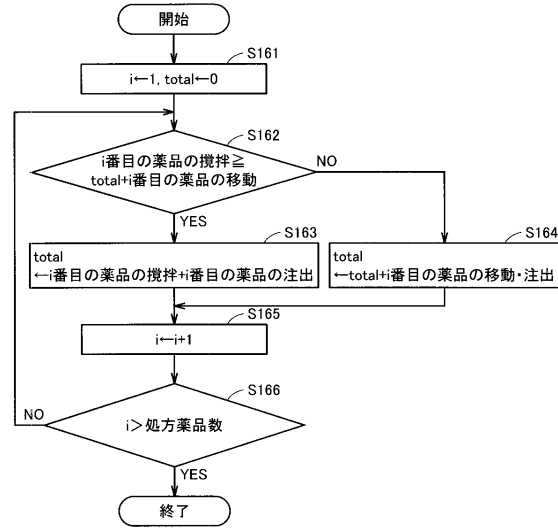 開始
S161
i←1, total←0
S162
i番目の薬品の撹拌≧
total+i番目の薬品の移動
NO
YES
S163
total
←i番目の薬品の撹拌+i番目の薬品の注出
S164
total
←total+i番目の薬品の移動・注出
S165
i←i+1
S166
NO
i>処方薬品数
YES
終了